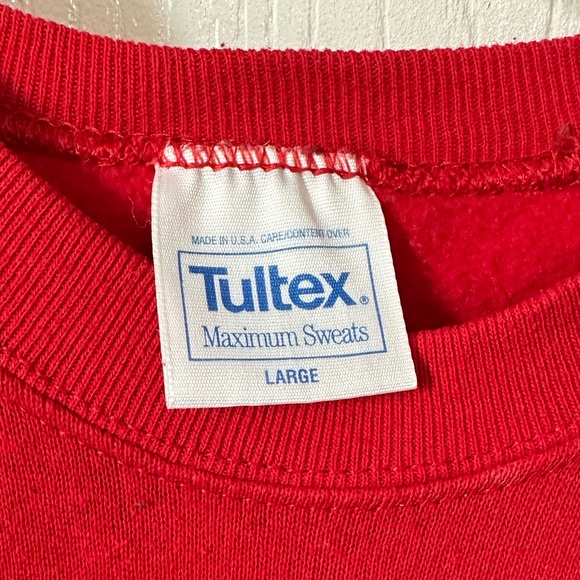 MADE IN U.S.A. CARE/CONTENT OVER
Tultex®
Maximum Sweats
LARGE